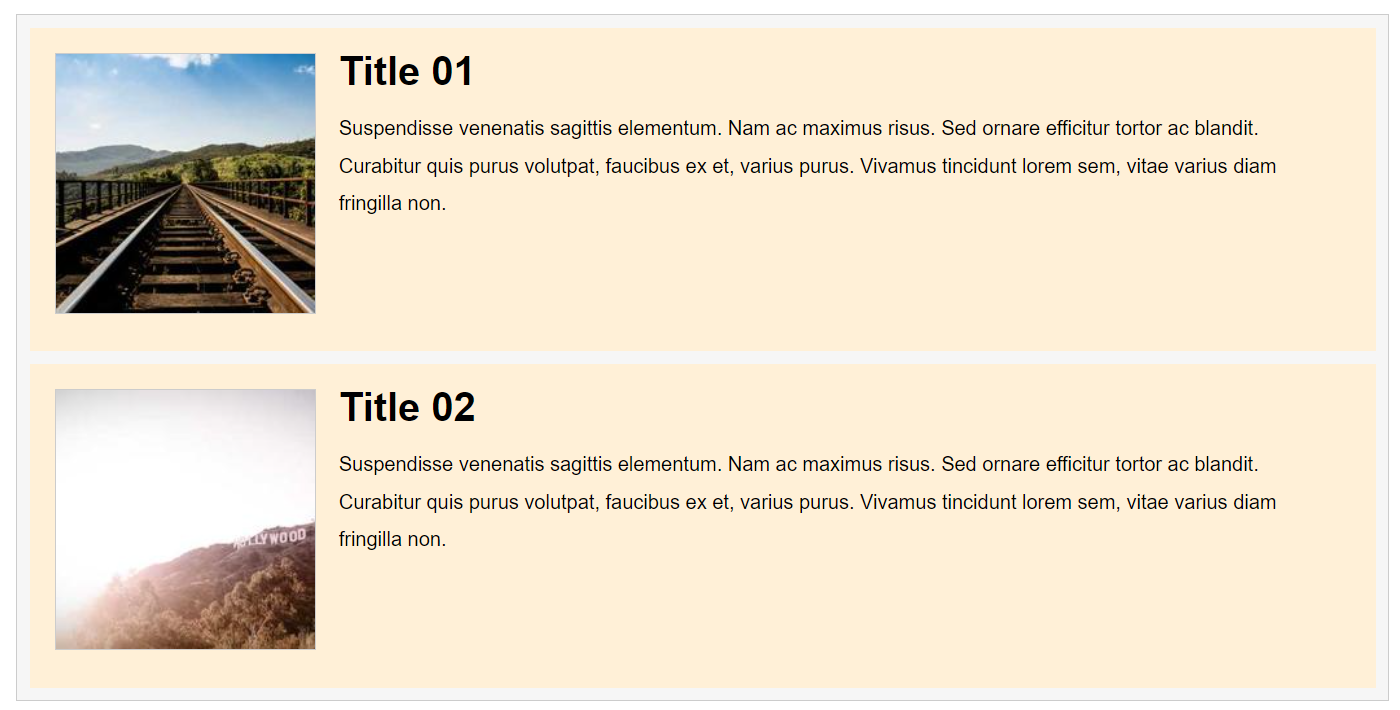 Title 01
Suspendisse venenatis sagittis elementum. Nam ac maximus risus. Sed ornare efficitur tortor ac blandit.
Curabitur quis purus volutpat, faucibus ex et, varius purus. Vivamus tincidunt lorem sem, vitae varius diam
fringilla non.
Title 02
Suspendisse venenatis sagittis elementum. Nam ac maximus risus. Sed ornare efficitur tortor ac blandit.
Curabitur quis purus volutpat, faucibus ex et, varius purus. Vivamus tincidunt lorem sem, vitae varius diam
fringilla non.
HOLLYWOOD